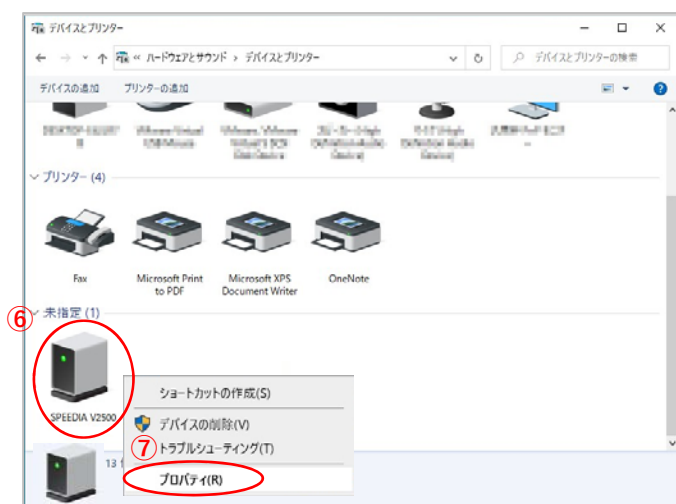 デバイスとプリンター
« ハードウェアとサウンド › デバイスとプリンター
デバイスとプリンターの検索
デバイスの追加 プリンターの追加
プリンター (4)
Fax
Microsoft Print
to PDF
Microsoft XPS
Document Writer
OneNote
⑥
未指定 (1)
SPEEDIA V2500
ショートカットの作成(S)
デバイスの削除(V)
⑦
トラブルシューティング(T)
プロパティ(R)
13